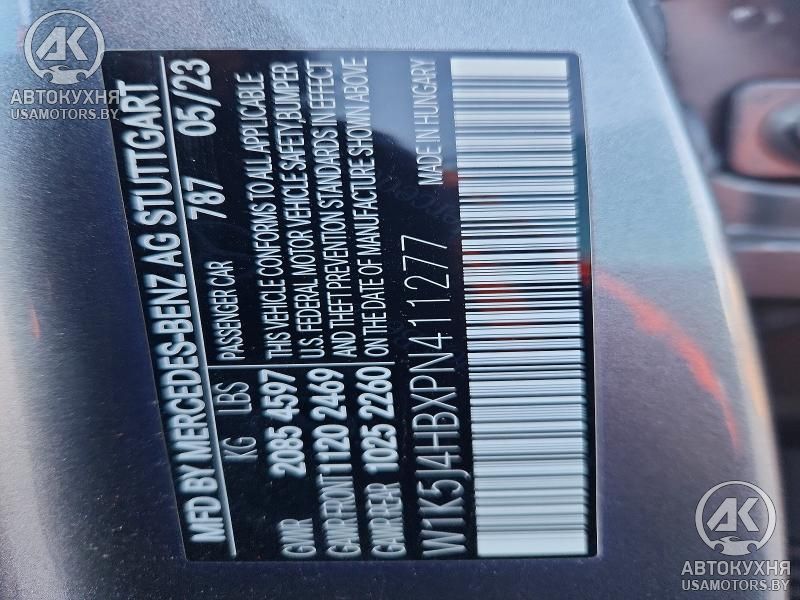 MFD BY MERCEDES-BENZ AG STUTTGART
787 05/23
KG LBS PASSENGER CAR
GVWR 2085 4597 THIS VEHICLE CONFORMS TO ALL APPLICABLE
U.S. FEDERAL MOTOR VEHICLE SAFETY,BUMPER
GAWR FRONT 1120 2469 AND THEFT PREVENTION STANDARDS IN EFFECT
GAWR REAR 1025 2260 ON THE DATE OF MANUFACTURE SHOWN ABOVE
W1K5J4HBXPN411277 MADE IN HUNGARY
АК
АВТОКУХНЯ
USAMOTORS.BY
АК
АВТОКУХНЯ
USAMOTORS.BY